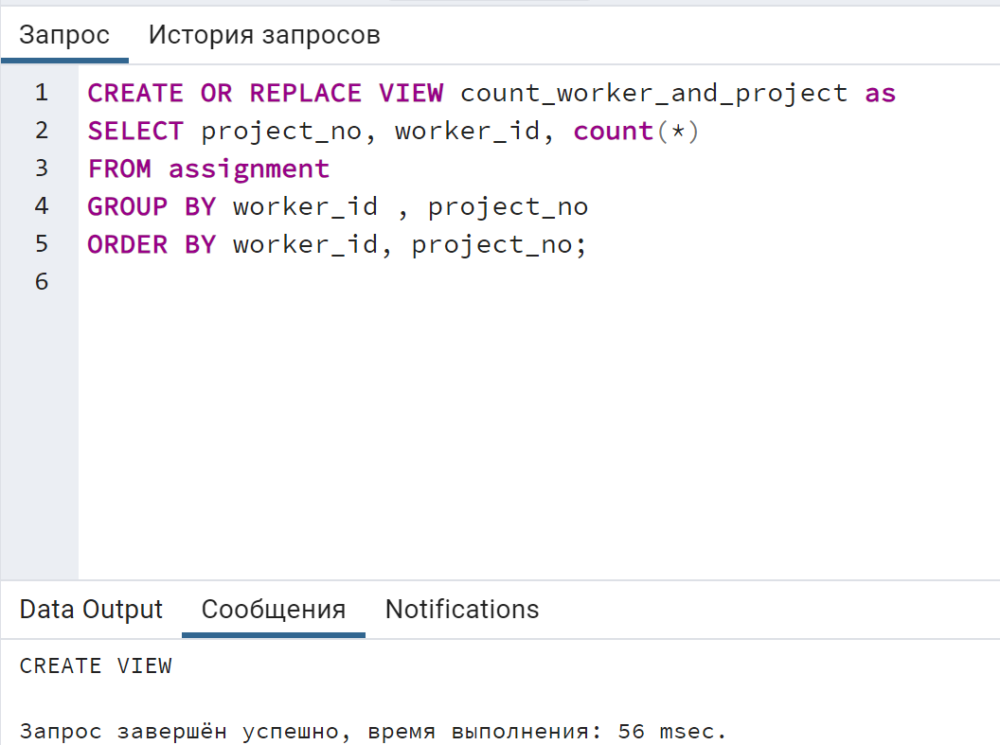 Запрос История запросов
1 CREATE OR REPLACE VIEW count_worker_and_project as
2 SELECT project_no, worker_id, count(*)
3 FROM assignment
4 GROUP BY worker_id , project_no
5 ORDER BY worker_id, project_no;
6
Data Output Сообщения Notifications
CREATE VIEW
Запрос завершён успешно, время выполнения: 56 msec.